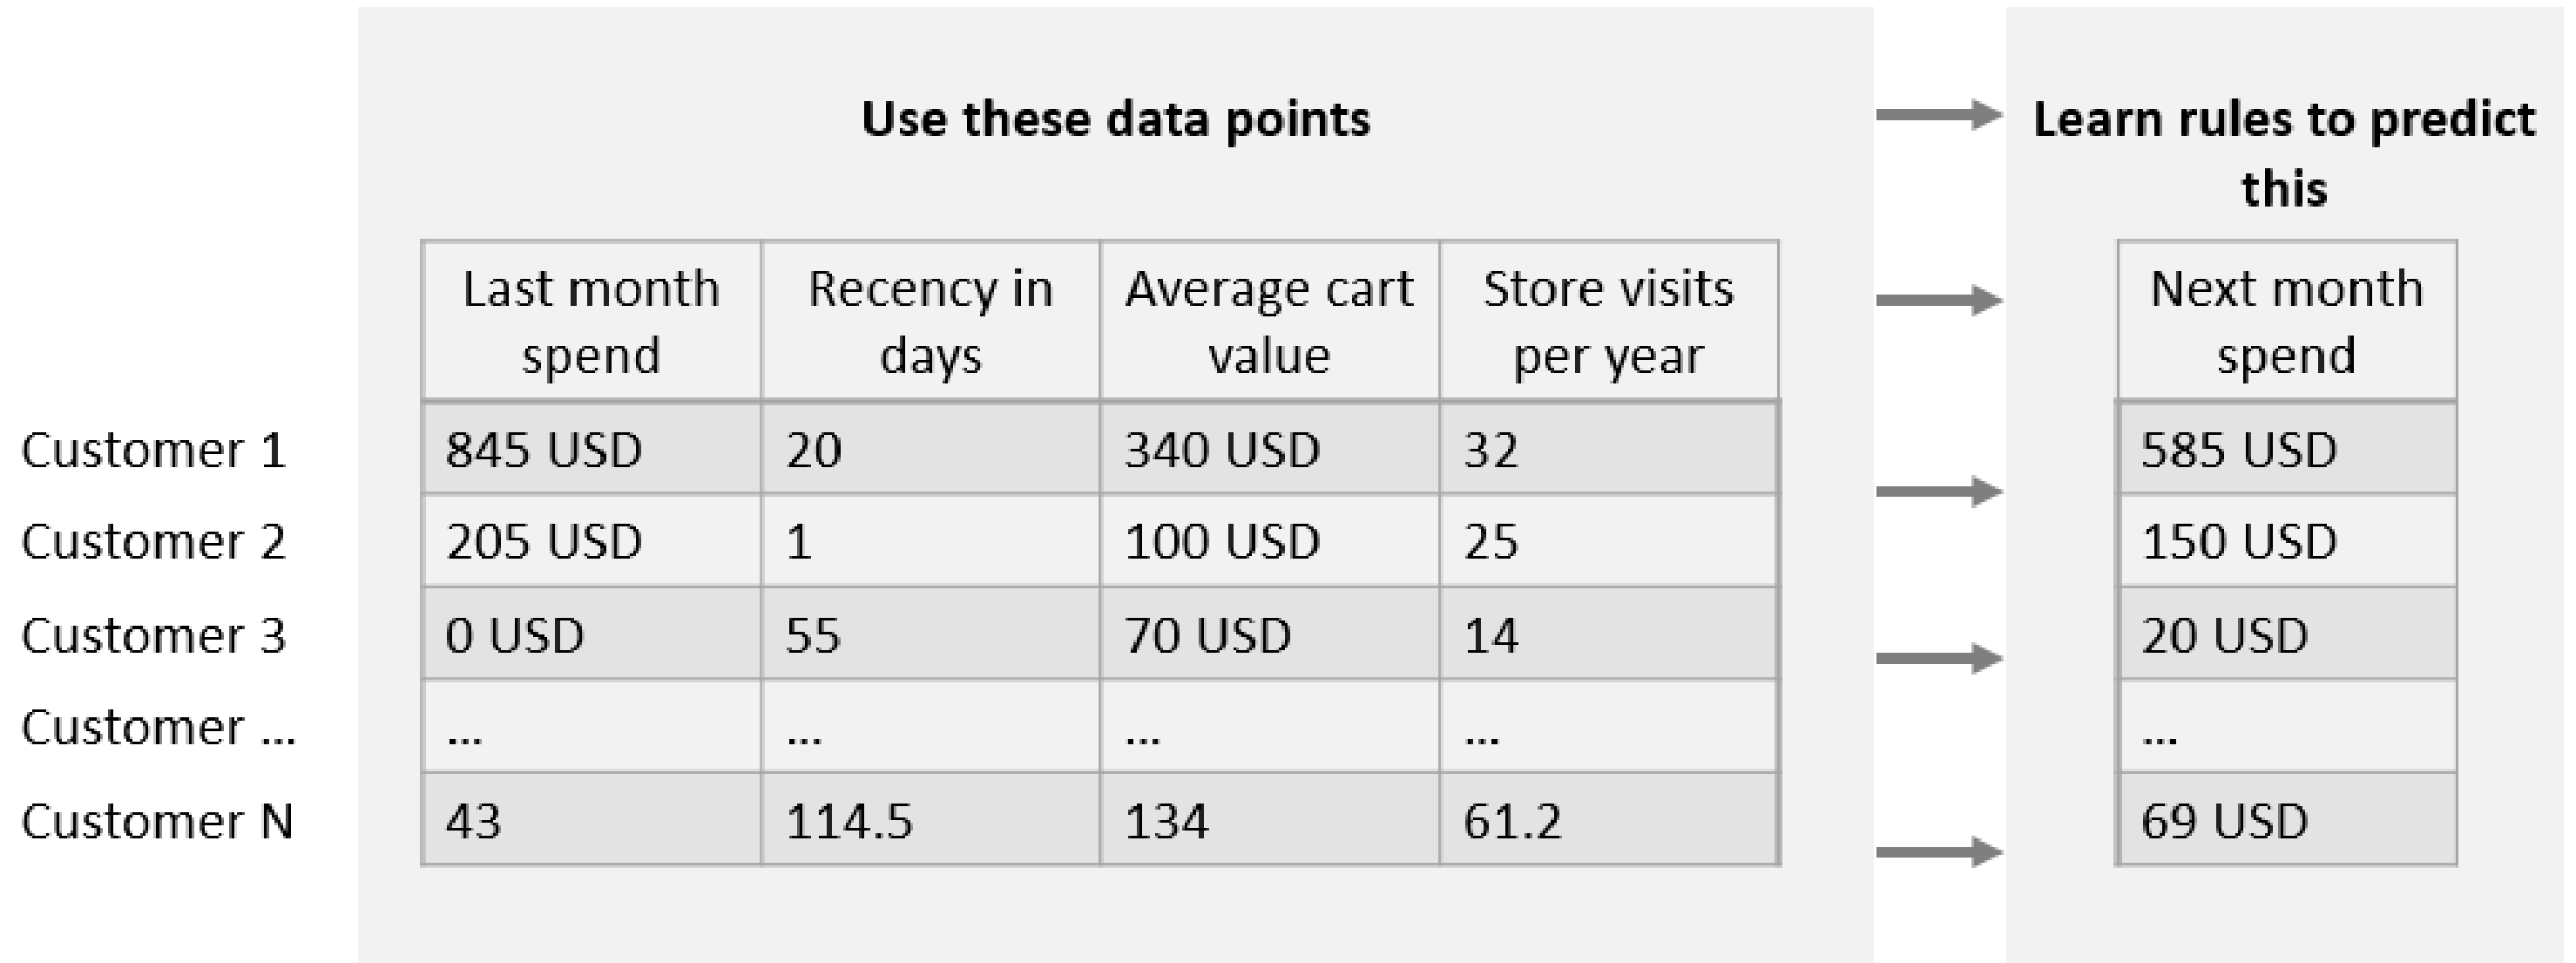 Use these data points
Learn rules to predict
this
Last month
spend
Recency in
days
Average cart
value
Store visits
per year
Next month
spend
Customer 1
845 USD
20
340 USD
32
585 USD
Customer 2
205 USD
1
100 USD
25
150 USD
Customer 3
0 USD
55
70 USD
14
20 USD
Customer ...
...
...
...
...
...
Customer N
43
114.5
134
61.2
69 USD